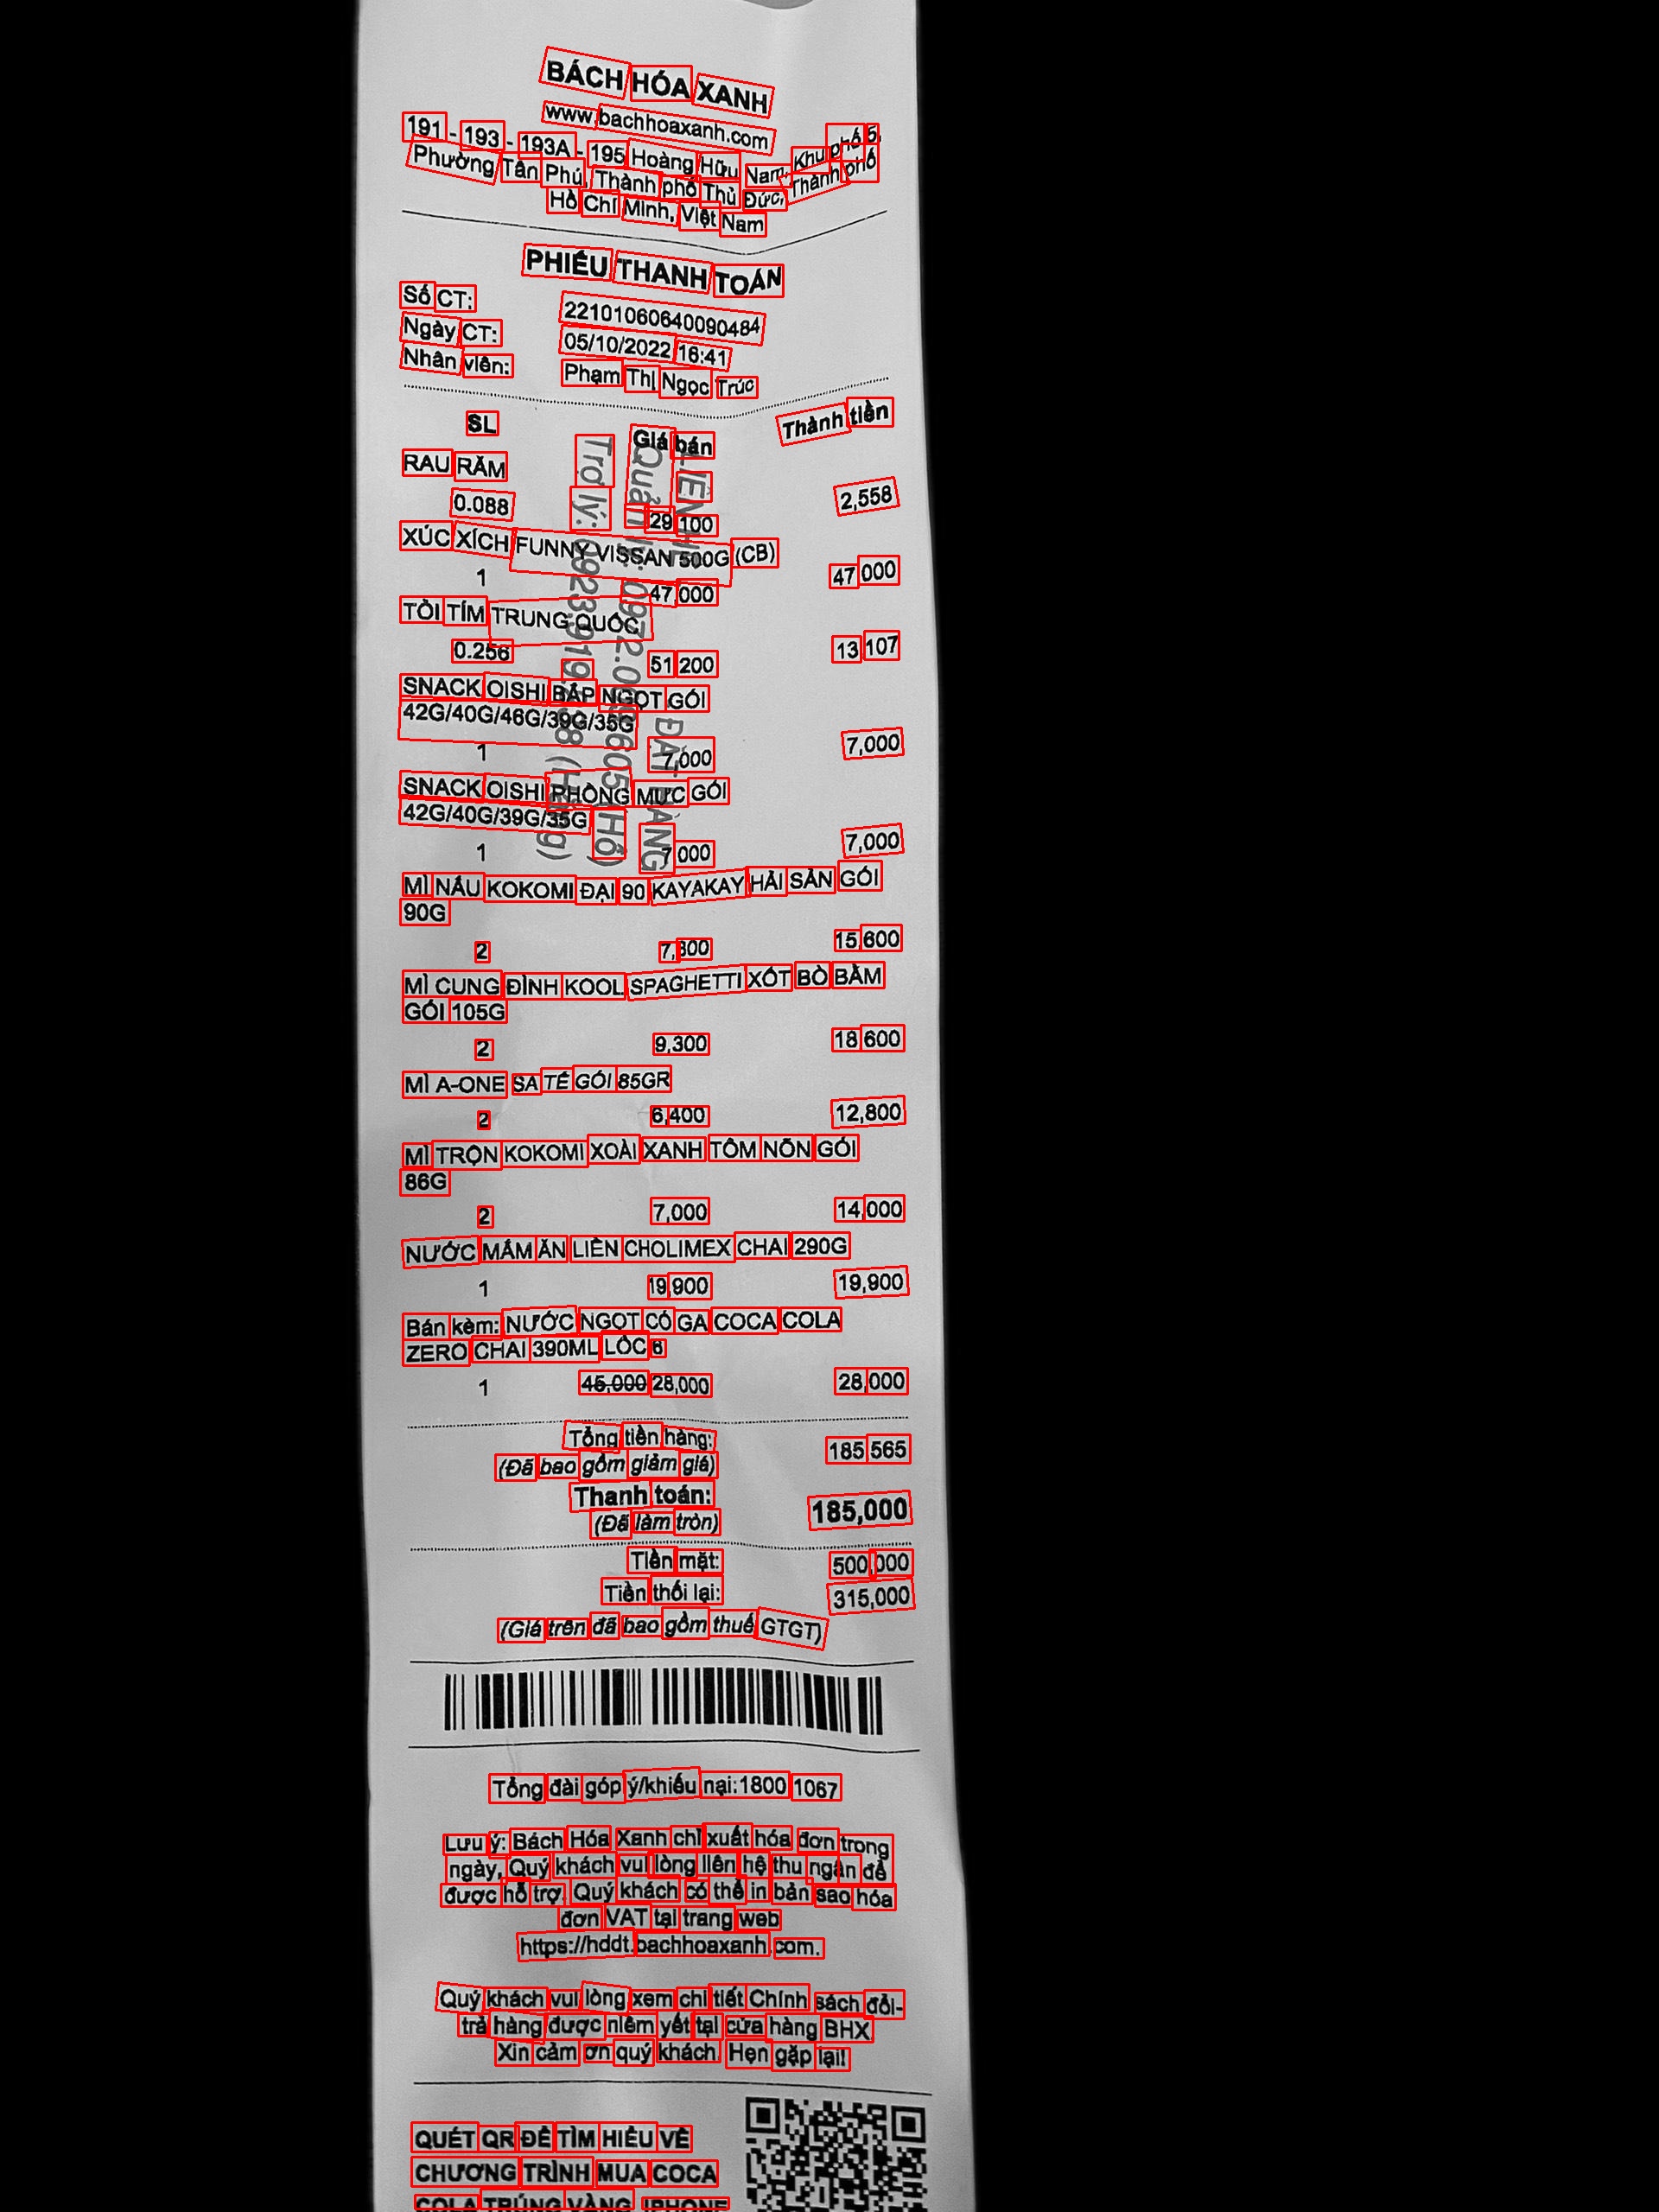 BÁCH HÓA XANH
www.bachhoaxanh.com
191 - 193 - 193A - 195 Hoàng Hữu Nam, Khu phố 5,
Phường Tân Phú, Thành phố Thủ Đức, Thành phố
Hồ Chí Minh, Việt Nam
PHIẾU THANH TOÁN
Số CT: 22101060640090484
Ngày CT: 05/10/2022 16:41
Nhân viên: Phạm Thị Ngọc Trúc
SL Giá bán Thành tiền
RAU RĂM
0.088 29,100 2,558
XÚC XÍCH FUNNY VISSAN 500G (CB)
1 47,000 47,000
TỎI TÍM TRUNG QUỐC
0.256 51,200 13,107
SNACK OISHI BẮP NGỌT GÓI
42G/40G/46G/39G/35G
1 7,000 7,000
SNACK OISHI PHỒNG MỰC GÓI
42G/40G/39G/35G
1 7,000 7,000
MÌ NẤU KOKOMI ĐẠI 90 KAYAKAY HẢI SẢN GÓI
90G
2 7,800 15,600
MÌ CUNG ĐÌNH KOOL SPAGHETTI XỐT BÒ BẰM
GÓI 105G
2 9,300 18,600
MÌ A-ONE SA TẾ GÓI 85GR
2 6,400 12,800
MÌ TRỘN KOKOMI XOÀI XANH TÔM NÕN GÓI
86G
2 7,000 14,000
NƯỚC MẮM ĂN LIỀN CHOLIMEX CHAI 290G
1 19,900 19,900
Bán kèm: NƯỚC NGỌT CÓ GA COCA COLA
ZERO CHAI 390ML LỐC 6
1 45,000 28,000 28,000
Tổng tiền hàng: 185,565
(Đã bao gồm giảm giá)
Thanh toán: 185,000
(Đã làm tròn)
Tiền mặt: 500,000
Tiền thối lại: 315,000
(Giá trên đã bao gồm thuế GTGT)
Tổng đài góp ý/khiếu nại:1800 1067
Lưu ý: Bách Hóa Xanh chỉ xuất hóa đơn trong
ngày, Quý khách vui lòng liên hệ thu ngân để
được hỗ trợ. Quý khách có thể in bản sao hóa
đơn VAT tại trang web
https://hddt.bachhoaxanh.com.
Quý khách vui lòng xem chi tiết Chính sách đổi-
trả hàng được niêm yết tại cửa hàng BHX.
Xin cảm ơn quý khách. Hẹn gặp lại!
QUÉT QR ĐỂ TÌM HIỂU VỀ
CHƯƠNG TRÌNH MUA COCA
COLA TRÚNG VÀNG, IPHONE